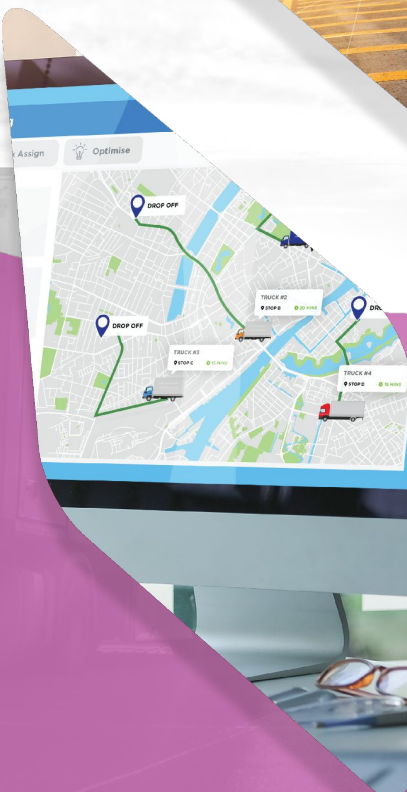 Assign
Optimise
DROP OFF
TRUCK #2
STOP B 20 MINS
DROP OFF
TRUCK #3
STOP C 15 MINS
TRUCK #4
STOP D 15 MINS